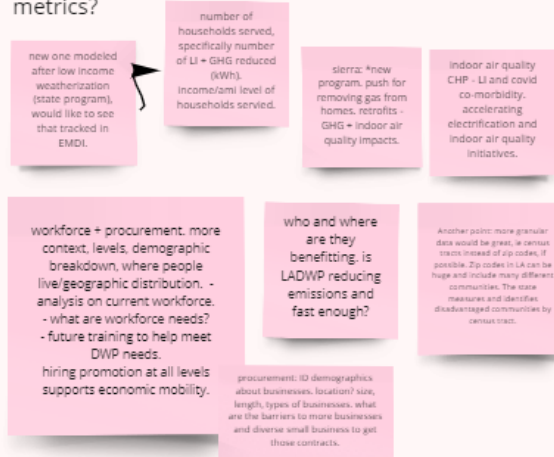 metrics?
new one modeled
after low income
weatherization
(state program),
would like to see
that tracked in
EMDI.
number of
households served,
specifically number
of LI + GHG reduced
(kWh).
income/ami level of
households servied.
sierra: *new
program. push for
removing gas from
homes. retrofits -
GHG + indoor air
quality impacts.
indoor air quality
CHP - LI and covid
co-morbidity.
accelerating
electrification and
indoor air quality
initiatives.
workforce + procurement. more
context, levels, demographic
breakdown, where people
live/geographic distribution. -
analysis on current workforce.
- what are workforce needs?
- future training to help meet
DWP needs.
hiring promotion at all levels
supports economic mobility.
who and where
are they
benefitting. is
LADWP reducing
emissions and
fast enough?
Another point: more granular
data would be great, ie census
tracts instead of zip codes, if
possible. Zip codes in LA can be
huge and include many different
communities. The state
measures and identifies
disadvantaged communities by
census tract.
procurement: ID demographics
about businesses. location? size,
length, types of businesses. what
are the barriers to more businesses
and diverse small business to get
those contracts.